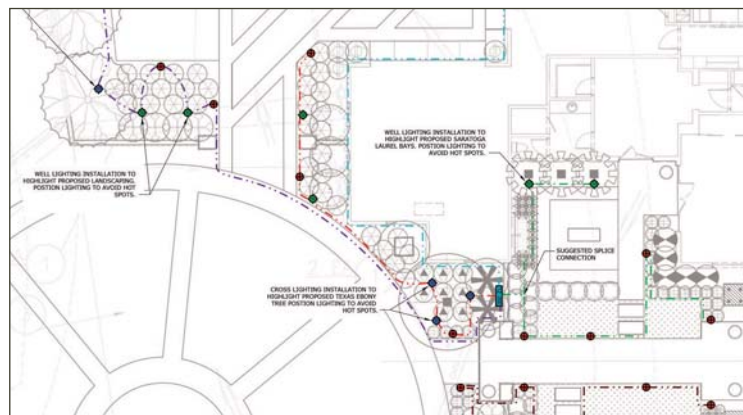 WELL LIGHTING INSTALLATION TO
HIGHLIGHT PROPOSED SARATOGA
LAUREL BAYS. POSTION LIGHTING TO
AVOID HOT SPOTS.
WELL LIGHTING INSTALLATION TO
HIGHLIGHT PROPOSED LANDSCAPING.
POSTION LIGHTING TO AVOID HOT
SPOTS.
SUGGESTED SPLICE
CONNECTION
CROSS LIGHTING INSTALLATION TO
HIGHLIGHT PROPOSED TEXAS EBONY
TREE POSTION LIGHTING TO AVOID
HOT SPOTS.